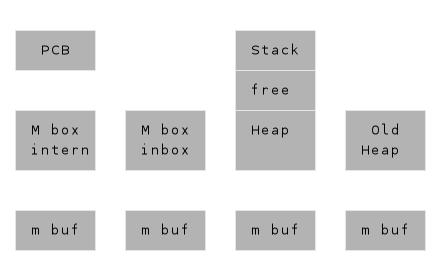 PCB
Stack
free
M box
intern
M box
inbox
Heap
Old
Heap
m buf
m buf
m buf
m buf